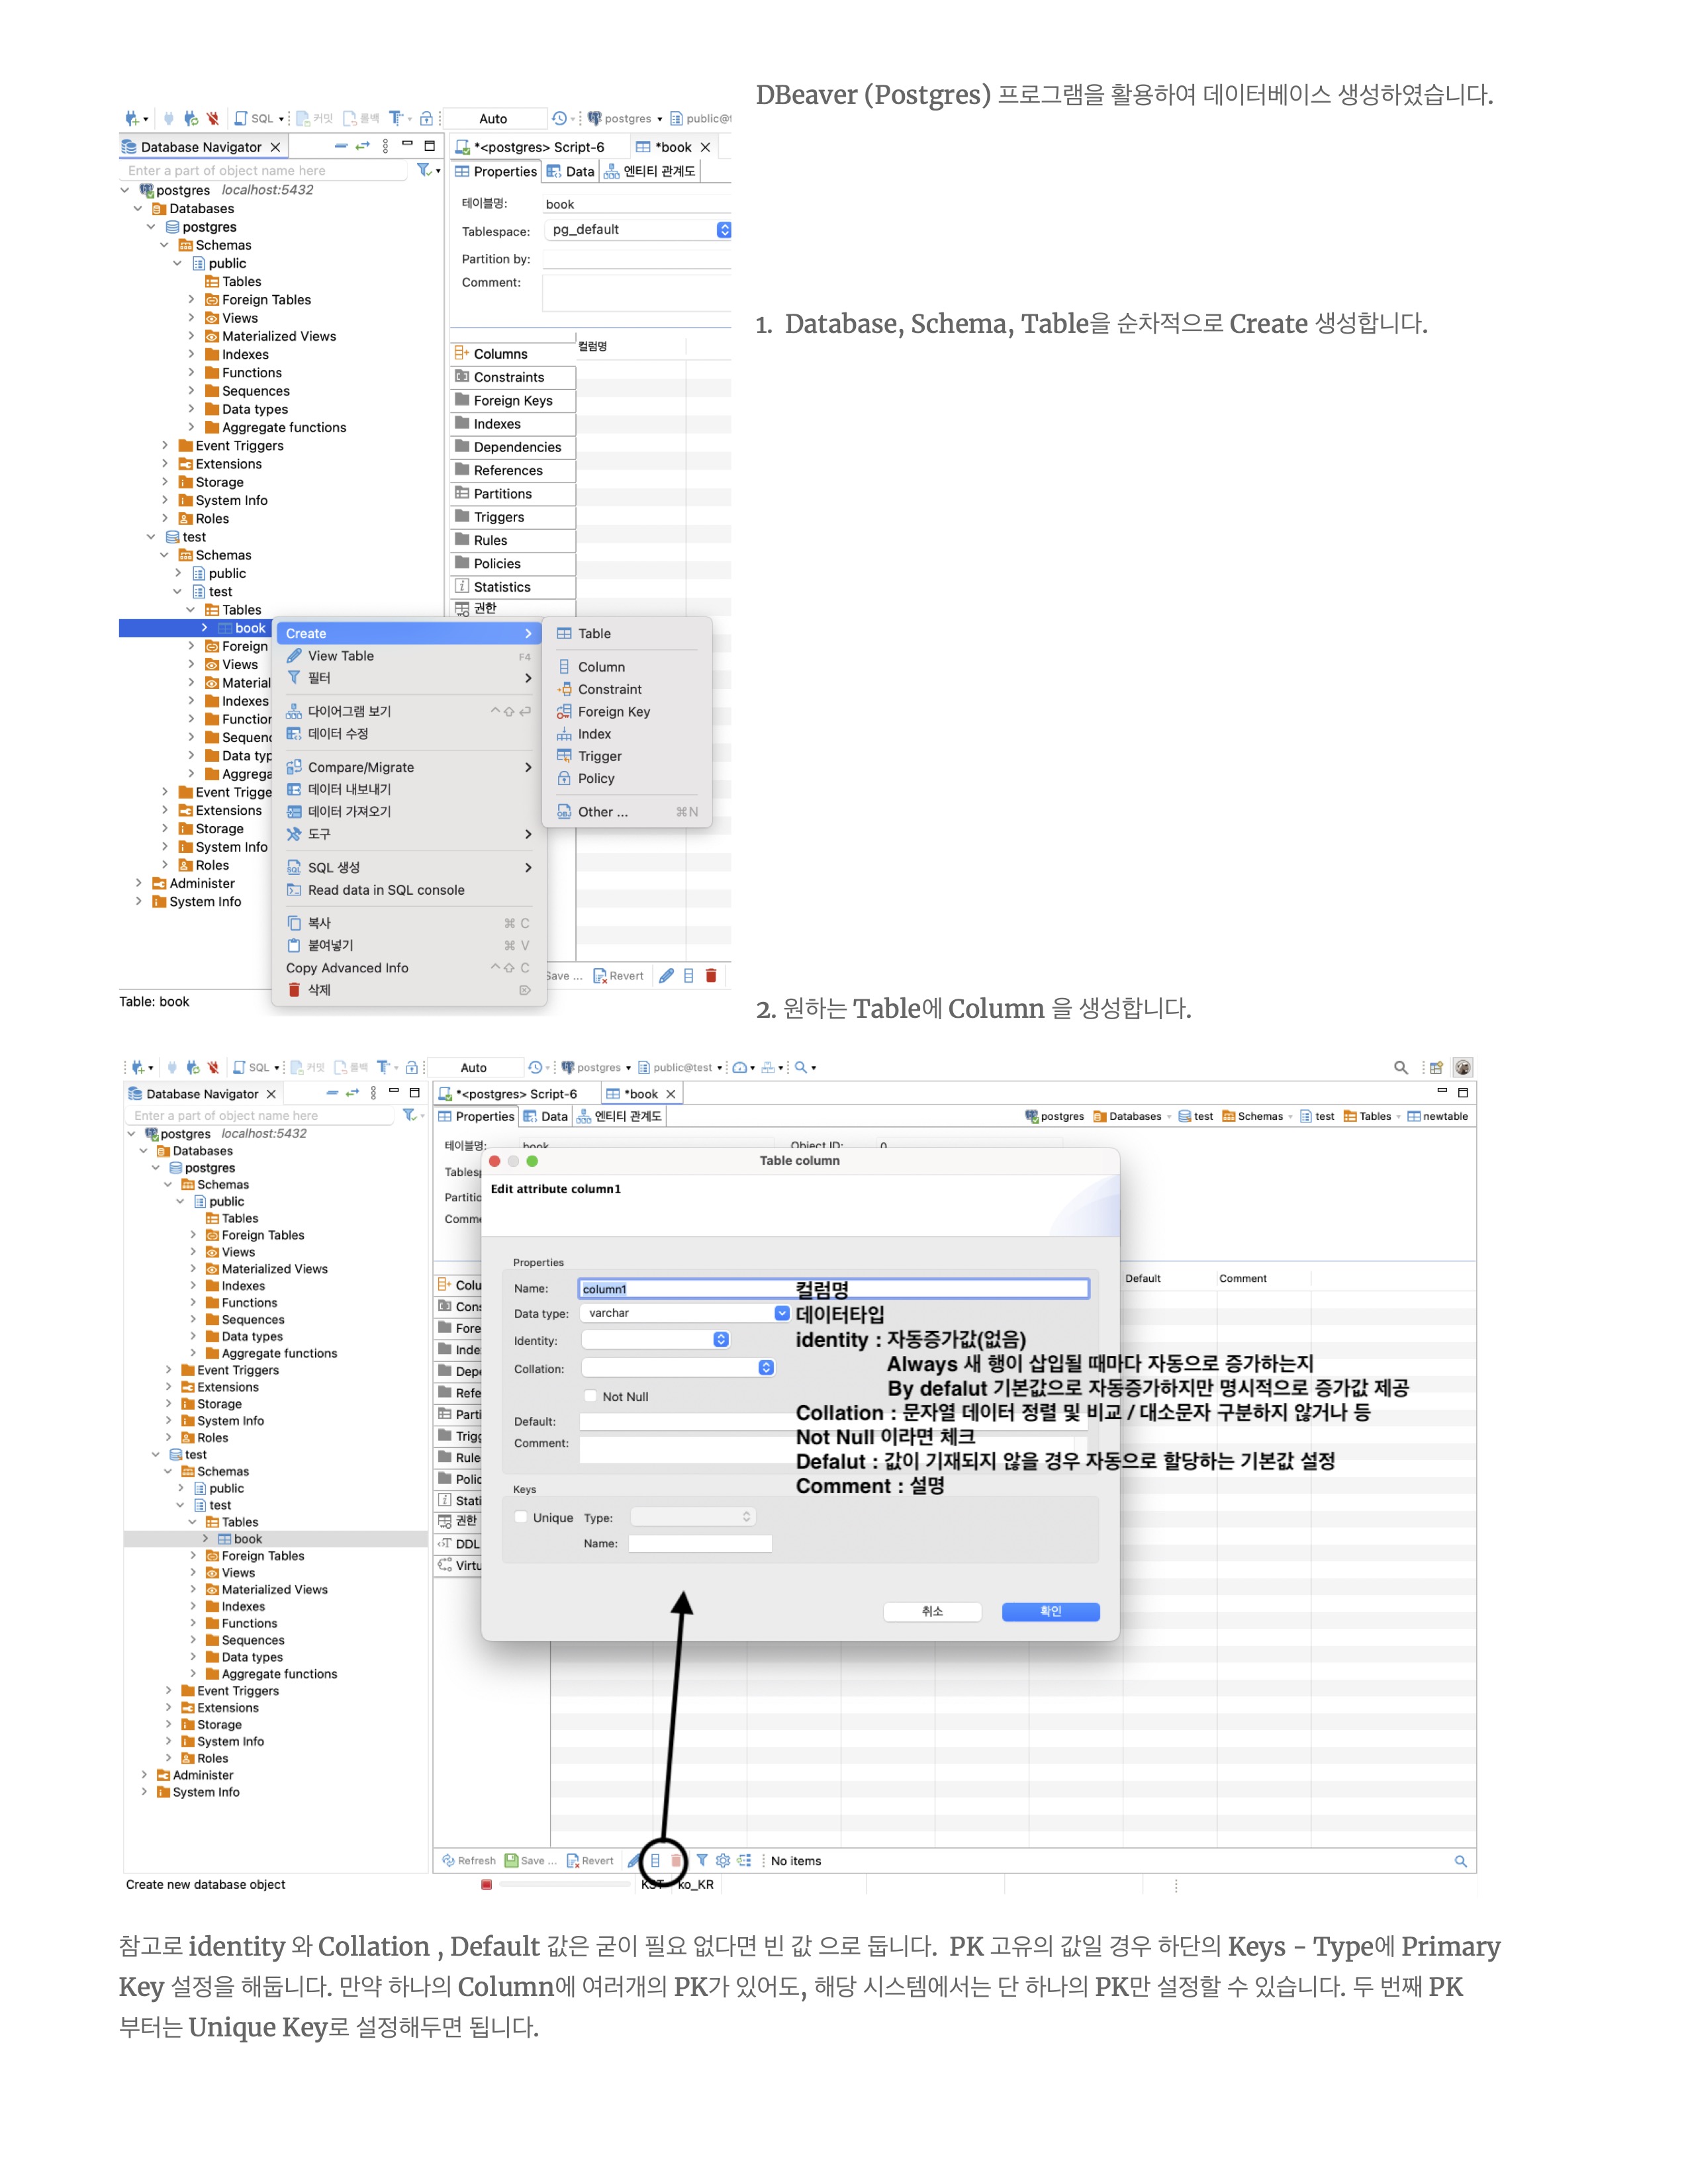 DBeaver (Postgres) 프로그램을 활용하여 데이터베이스 생성하였습니다.
SQL 커밋 롤백 Auto postgres public@t
Database Navigator
*<postgres> Script-6 *book
Enter a part of object name here
Properties Data 엔티티 관계도
postgres localhost:5432
Databases
postgres
Schemas
public
Tables
Foreign Tables
Views
Materialized Views
Indexes
Functions
Sequences
Data types
Aggregate functions
Event Triggers
Extensions
Storage
System Info
Roles
test
Schemas
public
test
Tables
book
Foreign
Views
Material
Indexes
Function
Sequenc
Data typ
Aggrega
Event Trigge
Extensions
Storage
System Info
Roles
Administer
System Info
테이블명: book
Tablespace: pg_default
Partition by:
Comment:
컬럼명
Columns
Constraints
Foreign Keys
Indexes
Dependencies
References
Partitions
Triggers
Rules
Policies
Statistics
권한
Create
View Table F4
필터
다이어그램 보기
데이터 수정
Compare/Migrate
데이터 내보내기
데이터 가져오기
도구
SQL 생성
Read data in SQL console
복사 ⌘ C
붙여넣기 ⌘ V
Copy Advanced Info ^⇧ C
삭제
Table
Column
Constraint
Foreign Key
Index
Trigger
Policy
Other ... ⌘N
Save ... Revert
Table: book
1. Database, Schema, Table을 순차적으로 Create 생성합니다.
2. 원하는 Table에 Column 을 생성합니다.
SQL 커밋 롤백 Auto postgres public@test
Database Navigator
*<postgres> Script-6 *book
Enter a part of object name here
Properties Data 엔티티 관계도
postgres Databases test Schemas test Tables newtable
postgres localhost:5432
Databases
postgres
Schemas
public
Tables
Foreign Tables
Views
Materialized Views
Indexes
Functions
Sequences
Data types
Aggregate functions
Event Triggers
Extensions
Storage
System Info
Roles
test
Schemas
public
test
Tables
book
Foreign Tables
Views
Materialized Views
Indexes
Functions
Sequences
Data types
Aggregate functions
Event Triggers
Extensions
Storage
System Info
Roles
Administer
System Info
테이블명: book Object ID: 0
Tablesp
Partitio
Comme
Colu
Cons
Fore
Inde
Depe
Refe
Parti
Trigg
Rule
Polic
Stati
권한
DDL
Virtu
Default Comment
Table column
Edit attribute column1
Properties
Name: column1
Data type: varchar
Identity:
Collation:
Not Null
Default:
Comment:
Keys
Unique Type:
Name:
취소 확인
컬럼명
데이터타입
identity : 자동증가값(없음)
Always 새 행이 삽입될 때마다 자동으로 증가하는지
By defalut 기본값으로 자동증가하지만 명시적으로 증가값 제공
Collation : 문자열 데이터 정렬 및 비교 / 대소문자 구분하지 않거나 등
Not Null 이라면 체크
Defalut : 값이 기재되지 않을 경우 자동으로 할당하는 기본값 설정
Comment : 설명
Refresh Save ... Revert No items
Create new database object KST ko_KR
참고로 identity 와 Collation , Default 값은 굳이 필요 없다면 빈 값 으로 둡니다. PK 고유의 값일 경우 하단의 Keys - Type에 Primary
Key 설정을 해둡니다. 만약 하나의 Column에 여러개의 PK가 있어도, 해당 시스템에서는 단 하나의 PK만 설정할 수 있습니다. 두 번째 PK
부터는 Unique Key로 설정해두면 됩니다.